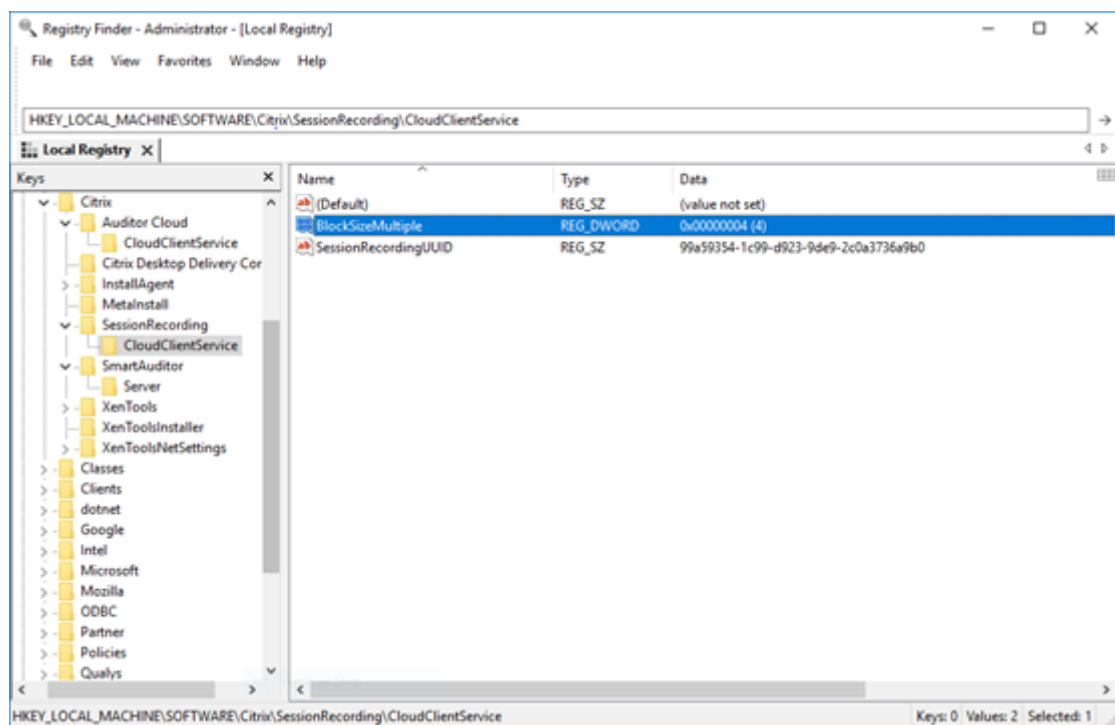 Registry Finder - Administrator - [Local Registry]
File Edit View Favorites Window Help
HKEY_LOCAL_MACHINE\SOFTWARE\Citrix\SessionRecording\CloudClientService
Local Registry
Keys
Name Type Data
Citrix
Auditor Cloud
CloudClientService
Citrix Desktop Delivery Cor
InstallAgent
MetaInstall
SessionRecording
CloudClientService
SmartAuditor
Server
XenTools
XenToolsInstaller
XenToolsNetSettings
Classes
Clients
dotnet
Google
Intel
Microsoft
Mozilla
ODBC
Partner
Policies
Qualys
ab (Default) REG_SZ (value not set)
BlockSizeMultiple REG_DWORD 0x00000004 (4)
ab SessionRecordingUUID REG_SZ 99a59354-1c99-d923-9de9-2c0a3736a9b0
HKEY_LOCAL_MACHINE\SOFTWARE\Citrix\SessionRecording\CloudClientService
Keys: 0 Values: 2 Selected: 1